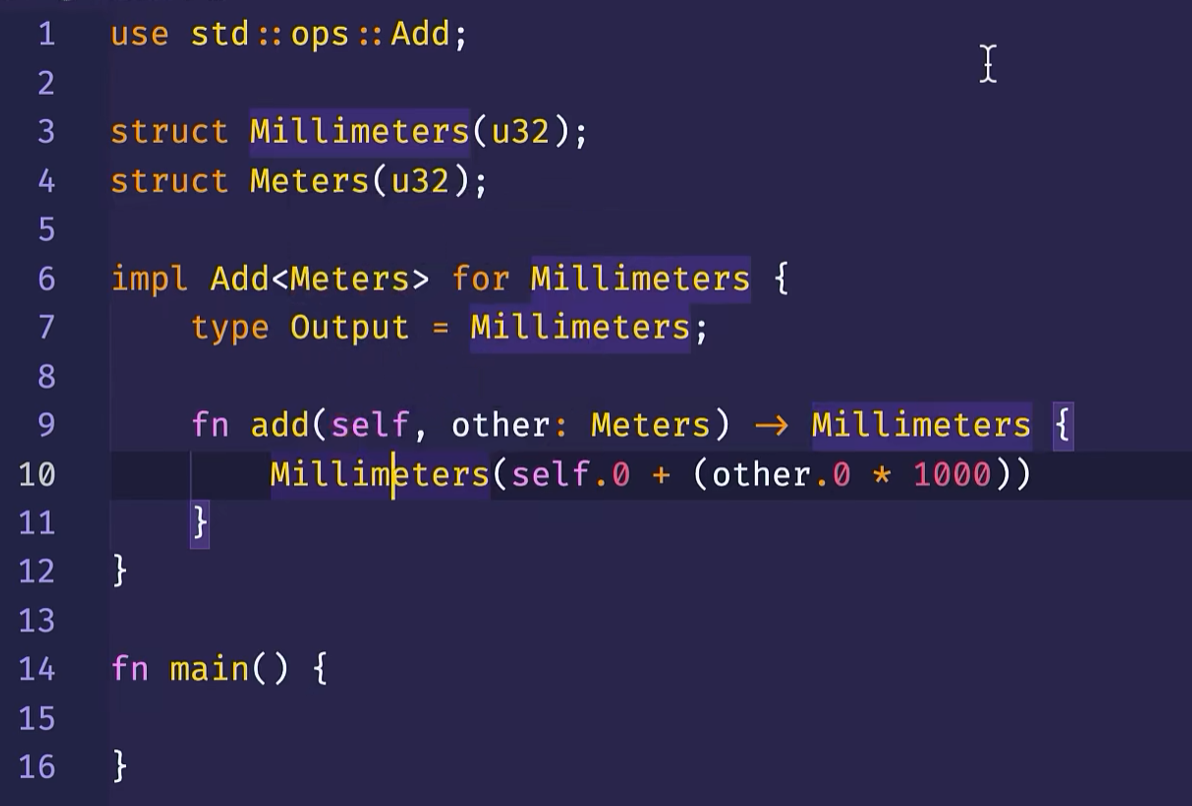 1 use std::ops::Add;
2
3 struct Millimeters(u32);
4 struct Meters(u32);
5
6 impl Add<Meters> for Millimeters {
7     type Output = Millimeters;
8
9     fn add(self, other: Meters) -> Millimeters {
10         Millimeters(self.0 + (other.0 * 1000))
11     }
12 }
13
14 fn main() {
15
16 }